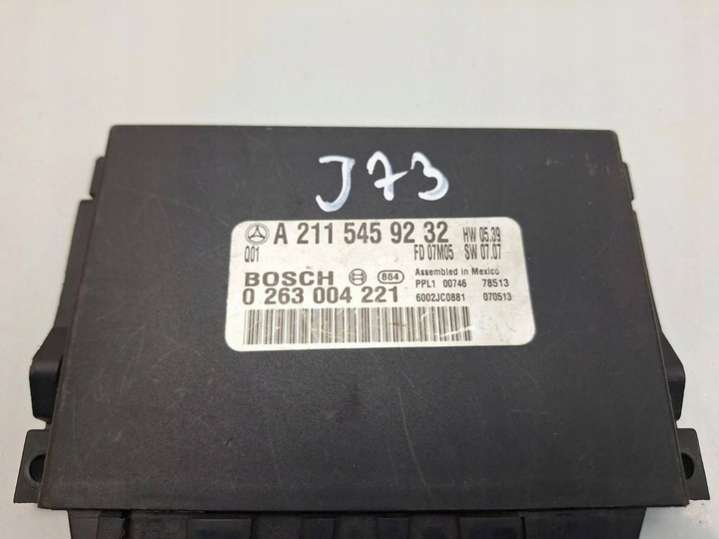 J73
A 211 545 92 32 HW 05.39
Q01 FD 07M05 SW 07.07
BOSCH 864 Assembled in Mexico
PPL1 00746 78513
0 263 004 221 6002JC0881 070513